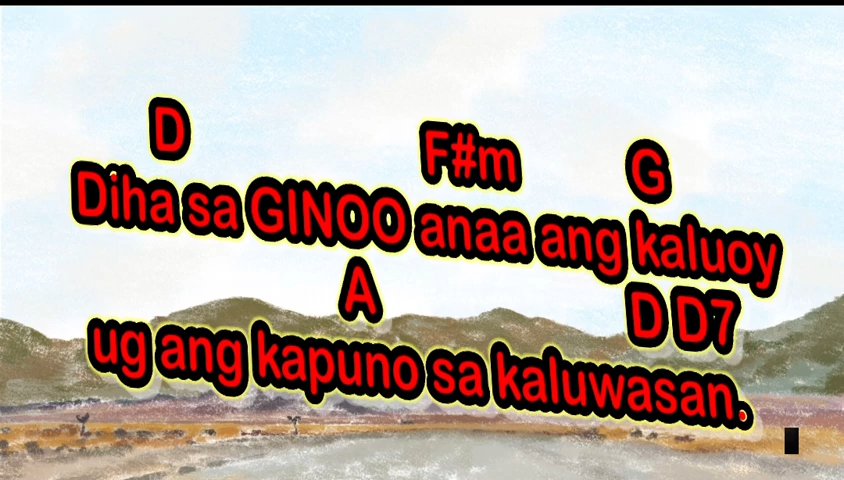 D F#m G
Diha sa GINOO anaa ang kaluoy
A D D7
ug ang kapuno sa kaluwasan.